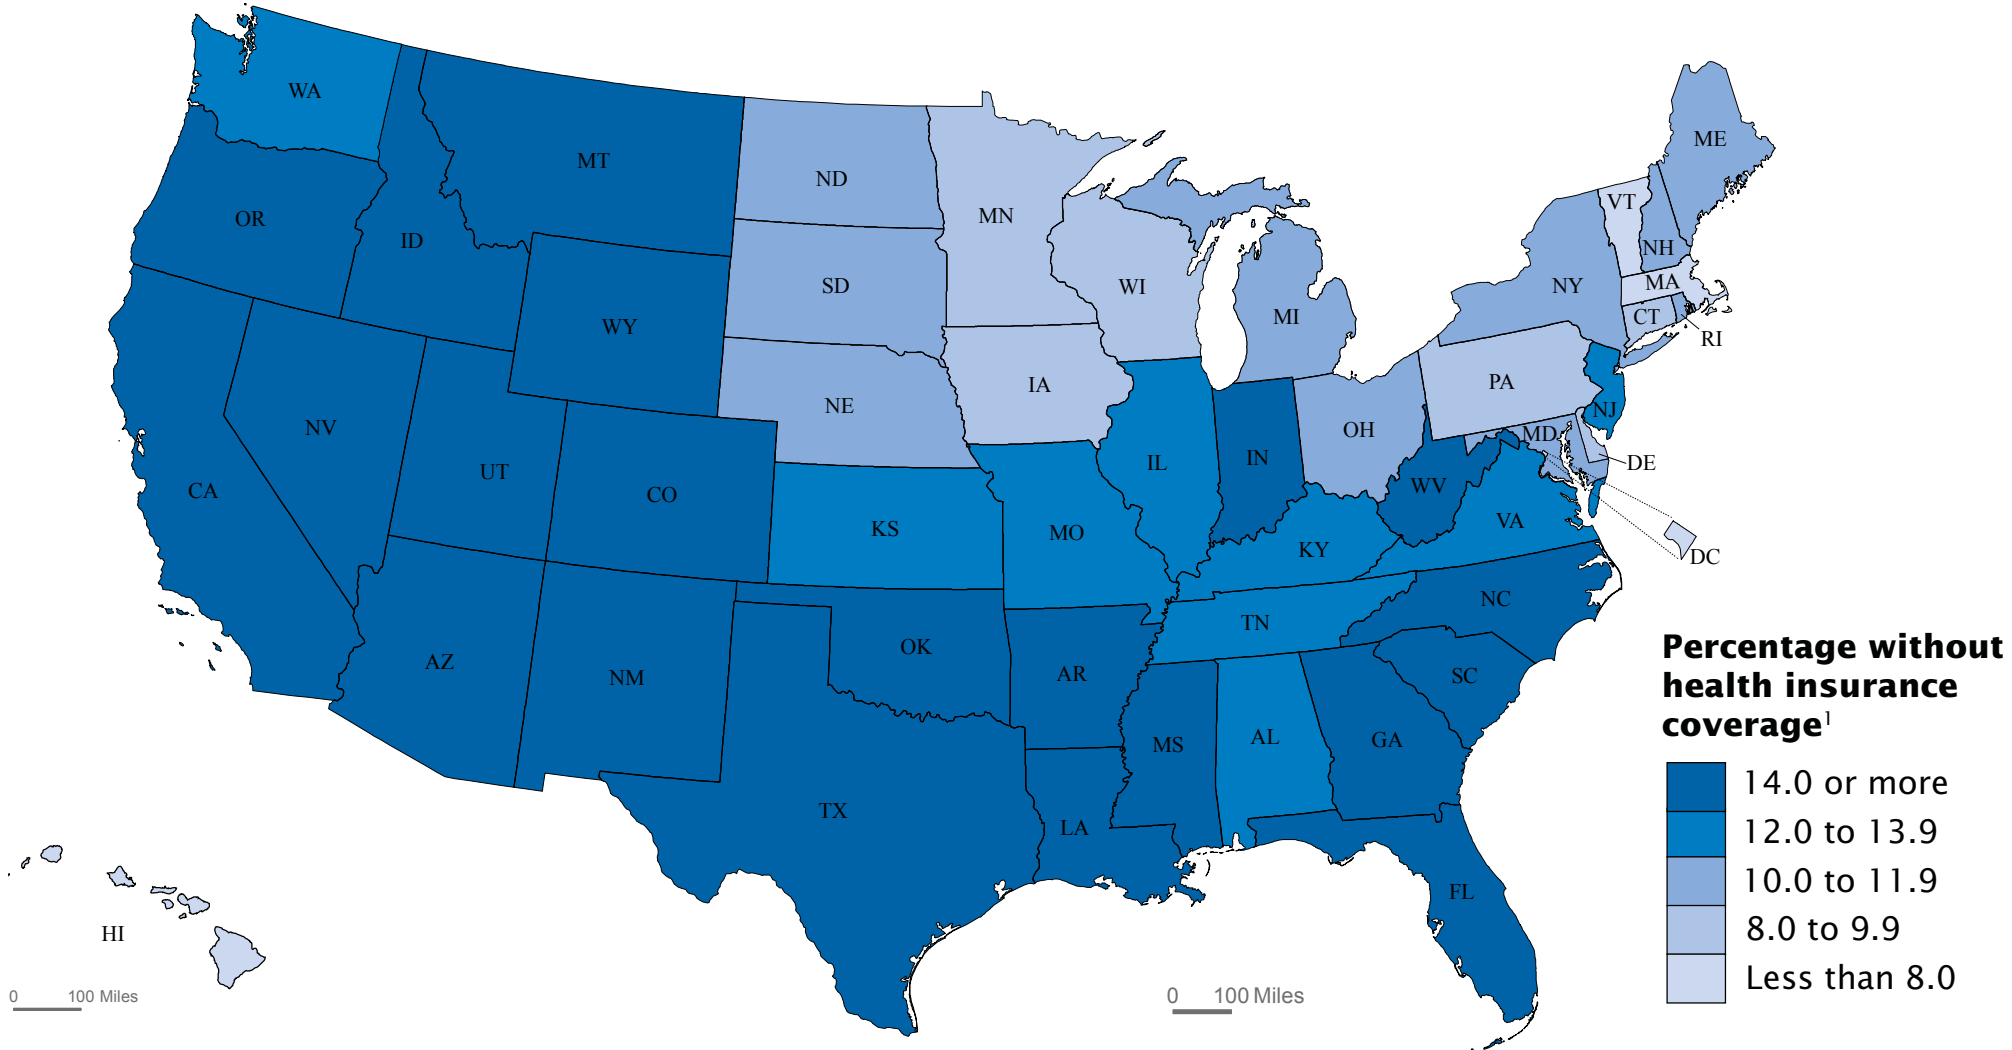 WA
MT
ND
MN
ME
VT
OR
ID
NH
SD
WI
NY
MA
WY
MI
CT
RI
IA
PA
NE
NJ
NV
OH
MD
IL
IN
DE
UT
CO
CA
WV
KS
MO
VA
KY
DC
NC
TN
OK
AZ
NM
AR
SC
MS
AL
GA
TX
LA
FL
HI
0 100 Miles
0 100 Miles
Percentage without
health insurance
coverage1
14.0 or more
12.0 to 13.9
10.0 to 11.9
8.0 to 9.9
Less than 8.0